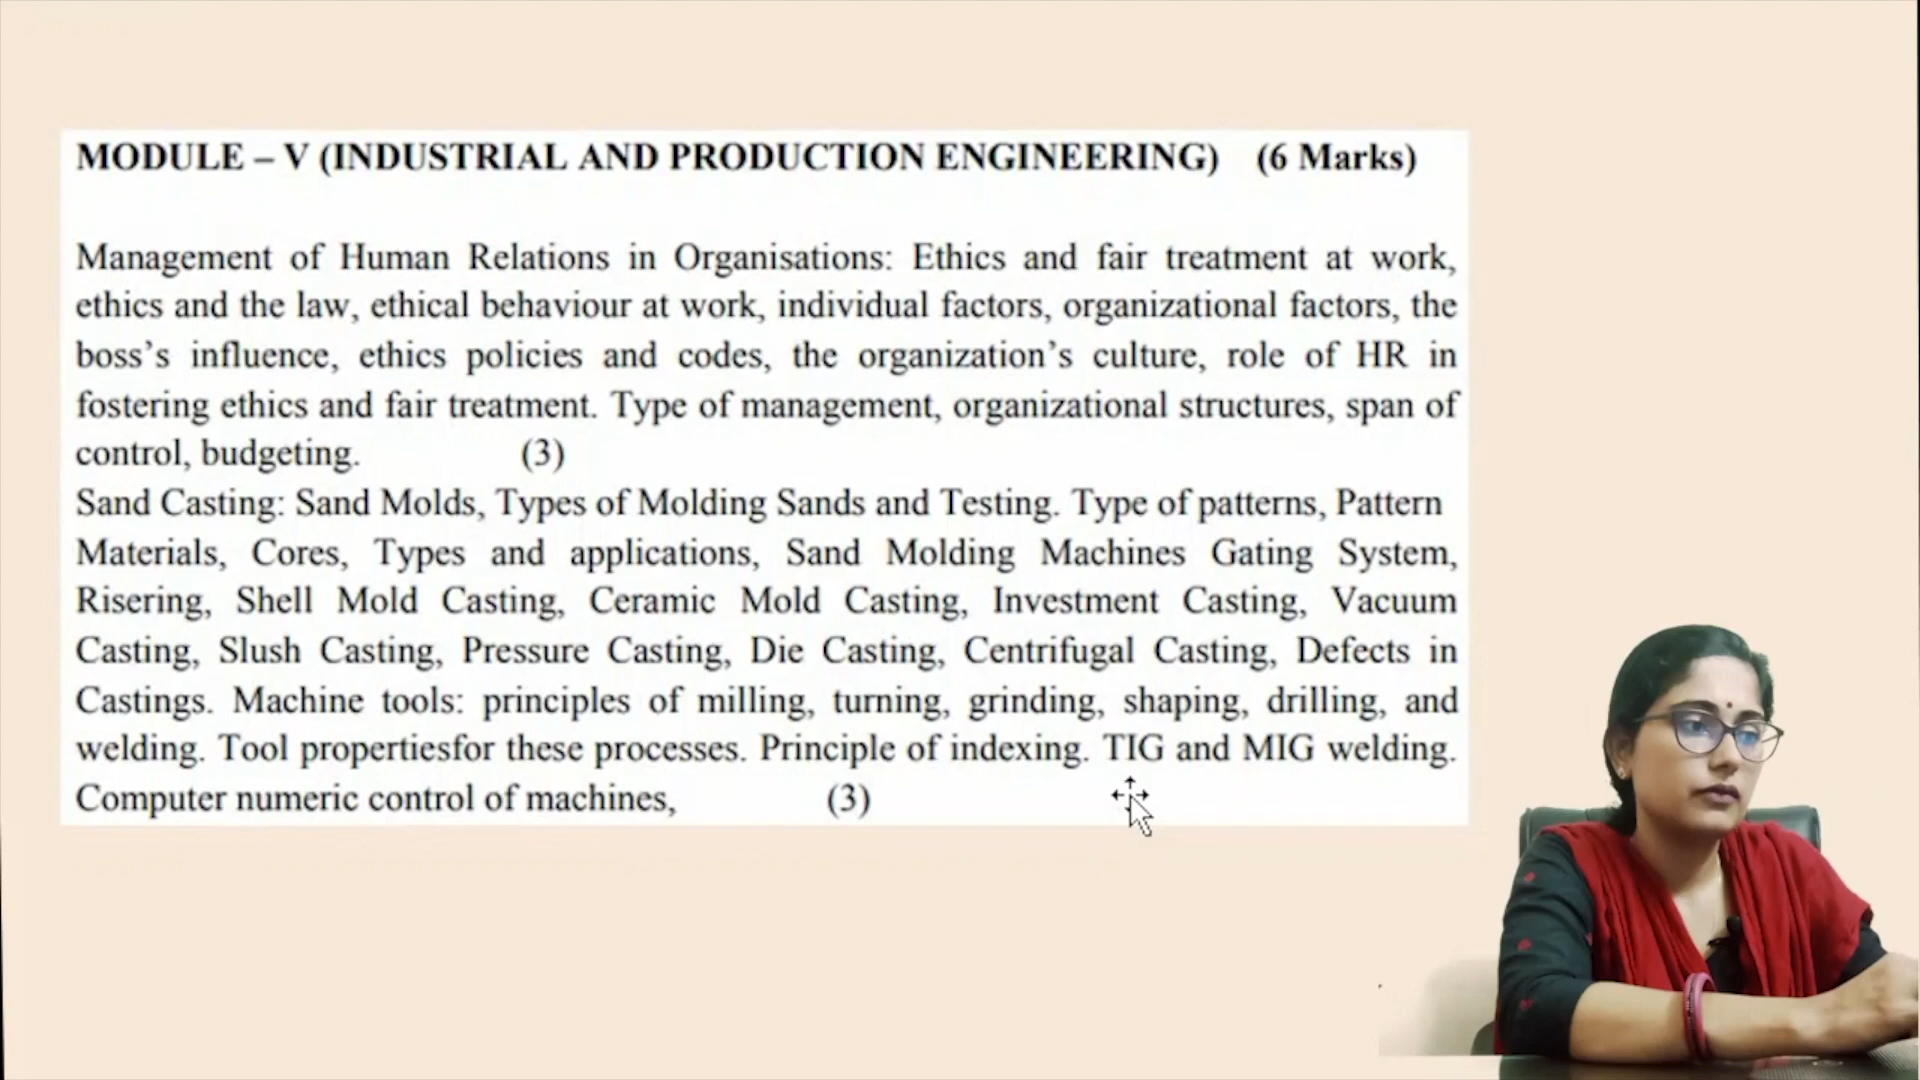 MODULE – V (INDUSTRIAL AND PRODUCTION ENGINEERING) (6 Marks)
Management of Human Relations in Organisations: Ethics and fair treatment at work,
ethics and the law, ethical behaviour at work, individual factors, organizational factors, the
boss’s influence, ethics policies and codes, the organization’s culture, role of HR in
fostering ethics and fair treatment. Type of management, organizational structures, span of
control, budgeting. (3)
Sand Casting: Sand Molds, Types of Molding Sands and Testing. Type of patterns, Pattern
Materials, Cores, Types and applications, Sand Molding Machines Gating System,
Risering, Shell Mold Casting, Ceramic Mold Casting, Investment Casting, Vacuum
Casting, Slush Casting, Pressure Casting, Die Casting, Centrifugal Casting, Defects in
Castings. Machine tools: principles of milling, turning, grinding, shaping, drilling, and
welding. Tool propertiesfor these processes. Principle of indexing. TIG and MIG welding.
Computer numeric control of machines, (3)